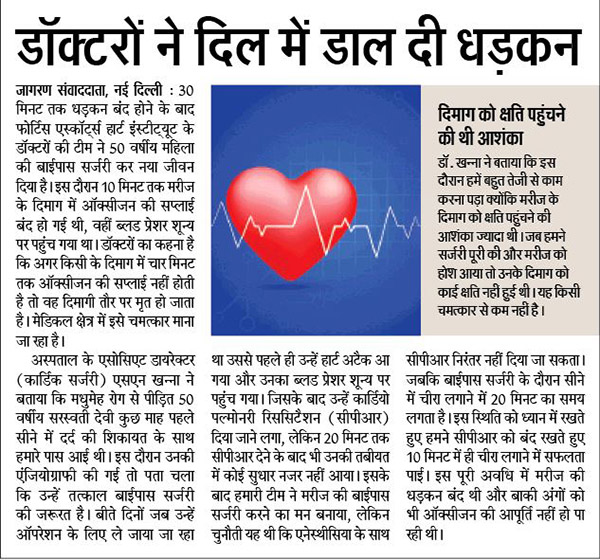 डॉक्टरों ने दिल में डाल दी धड़कन
जागरण संवाददाता, नई दिल्ली : 30
मिनट तक धड़कन बंद होने के बाद
फोर्टिस एस्कॉर्ट्स हार्ट इंस्टीट्यूट के
डॉक्टरों की टीम ने 50 वर्षीय महिला
की बाईपास सर्जरी कर नया जीवन
दिया है। इस दौरान 10 मिनट तक मरीज
के दिमाग में ऑक्सीजन की सप्लाई
बंद हो गई थी, वहीं ब्लड प्रेशर शून्य
पर पहुंच गया था। डॉक्टरों का कहना है
कि अगर किसी के दिमाग में चार मिनट
तक ऑक्सीजन की सप्लाई नहीं होती
है तो वह दिमागी तौर पर मृत हो जाता
है। मेडिकल क्षेत्र में इसे चमत्कार माना
जा रहा है।
अस्पताल के एसोसिएट डायरेक्टर
(कार्डिक सर्जरी) एसएन खन्ना ने
बताया कि मधुमेह रोग से पीड़ित 50
वर्षीय सरस्वती देवी कुछ माह पहले
सीने में दर्द की शिकायत के साथ
हमारे पास आई थी। इस दौरान उनकी
एंजियोग्राफी की गई तो पता चला
कि उन्हें तत्काल बाईपास सर्जरी
की जरूरत है। बीते दिनों जब उन्हें
ऑपरेशन के लिए ले जाया जा रहा
था उससे पहले ही उन्हें हार्ट अटैक आ
गया और उनका ब्लड प्रेशर शून्य पर
पहुंच गया। जिसके बाद उन्हें कार्डियो
पल्मोनरी रिससिटैशन (सीपीआर)
दिया जाने लगा, लेकिन 20 मिनट तक
सीपीआर देने के बाद भी उनकी तबीयत
में कोई सुधार नजर नहीं आया। इसके
बाद हमारी टीम ने मरीज की बाईपास
सर्जरी करने का मन बनाया, लेकिन
चुनौती यह थी कि एनेस्थीसिया के साथ
सीपीआर निरंतर नहीं दिया जा सकता।
जबकि बाईपास सर्जरी के दौरान सीने
में चीरा लगाने में 20 मिनट का समय
लगता है। इस स्थिति को ध्यान में रखते
हुए हमने सीपीआर को बंद रखते हुए
10 मिनट में ही चीरा लगाने में सफलता
पाई। इस पूरी अवधि में मरीज की
धड़कन बंद थी और बाकी अंगों को
भी ऑक्सीजन की आपूर्ति नहीं हो पा
रही थी।
दिमाग को क्षति पहुंचने
की थी आशंका
डॉ. खन्ना ने बताया कि इस
दौरान हमें बहुत तेजी से काम
करना पड़ा क्योंकि मरीज के
दिमाग को क्षति पहुंचने की
आशंका ज्यादा थी। जब हमने
सर्जरी पूरी की और मरीज को
होश आया तो उनके दिमाग को
काई क्षति नहीं हुई थी। यह किसी
चमत्कार से कम नहीं है।